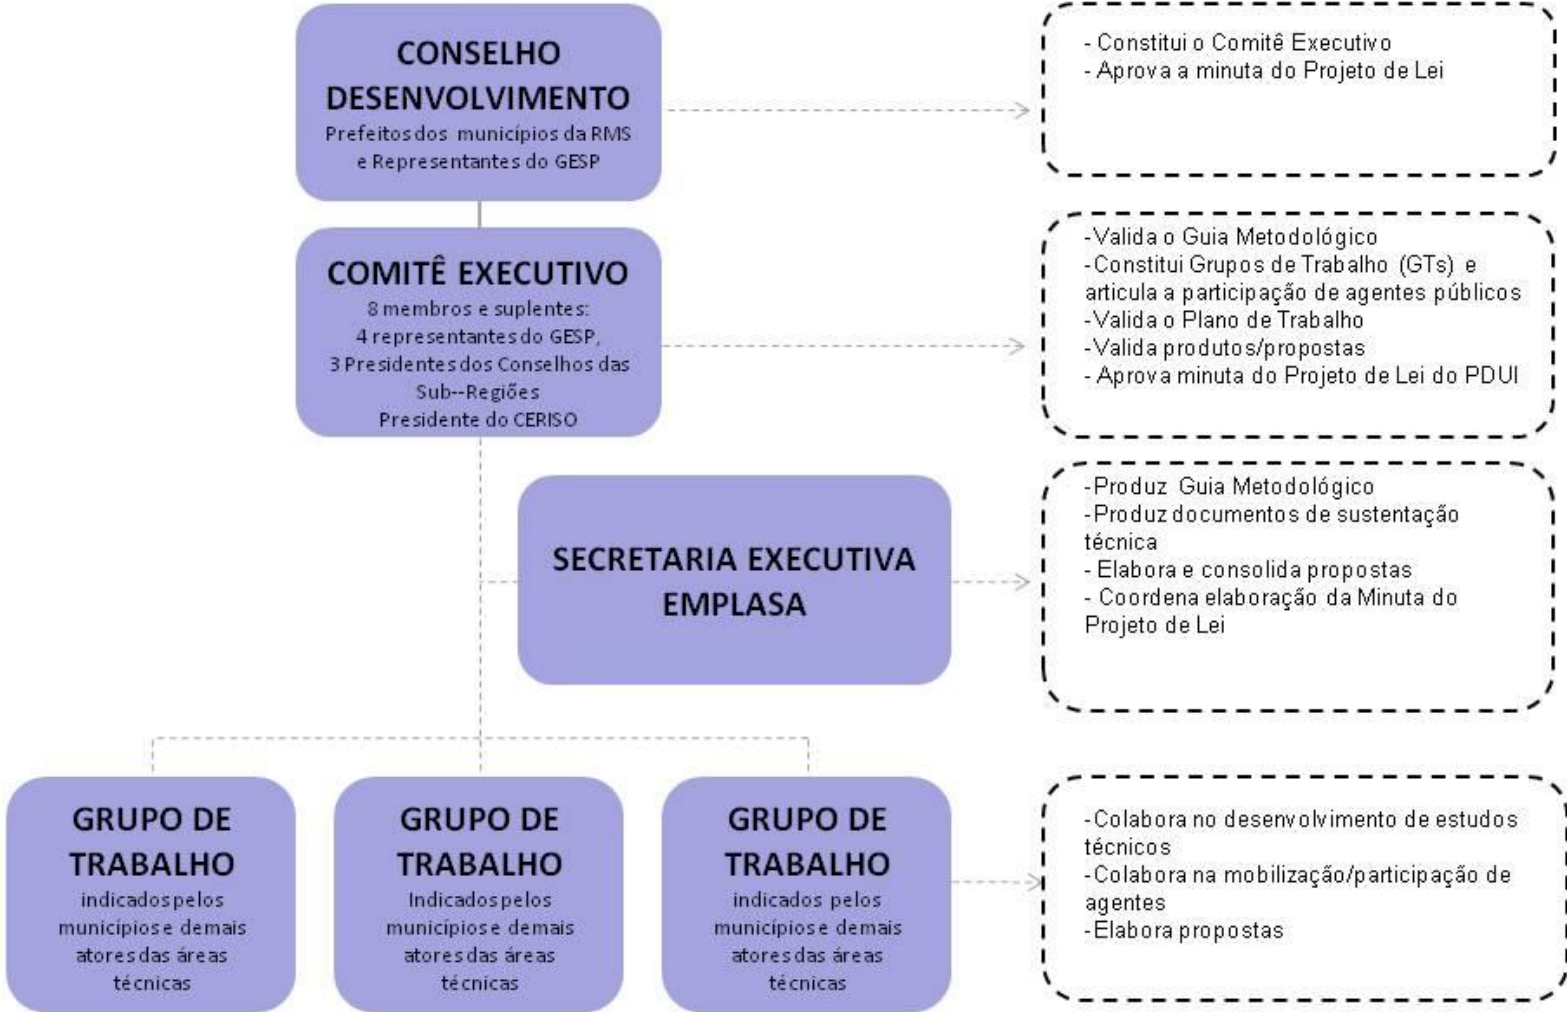 CONSELHO
DESENVOLVIMENTO
Prefeitos dos municípios da RMS
e Representantes do GESP
- Constitui o Comitê Executivo
- Aprova a minuta do Projeto de Lei
COMITÊ EXECUTIVO
8 membros e suplentes:
4 representantes do GESP,
3 Presidentes dos Conselhos das
Sub--Regiões
Presidente do CERISO
-Valida o Guia Metodológico
-Constitui Grupos de Trabalho (GTs) e
articula a participação de agentes públicos
-Valida o Plano de Trabalho
-Valida produtos/propostas
- Aprova minuta do Projeto de Lei do PDUI
SECRETARIA EXECUTIVA
EMPLASA
-Produz Guia Metodológico
-Produz documentos de sustentação
técnica
- Elabora e consolida propostas
- Coordena elaboração da Minuta do
Projeto de Lei
GRUPO DE
TRABALHO
indicados pelos
municípios e demais
atores das áreas
técnicas
GRUPO DE
TRABALHO
Indicados pelos
municípios e demais
atores das áreas
técnicas
GRUPO DE
TRABALHO
indicados pelos
municípios e demais
atores das áreas
técnicas
-Colabora no desenvolvimento de estudos
técnicos
-Colabora na mobilização/participação de
agentes
-Elabora propostas